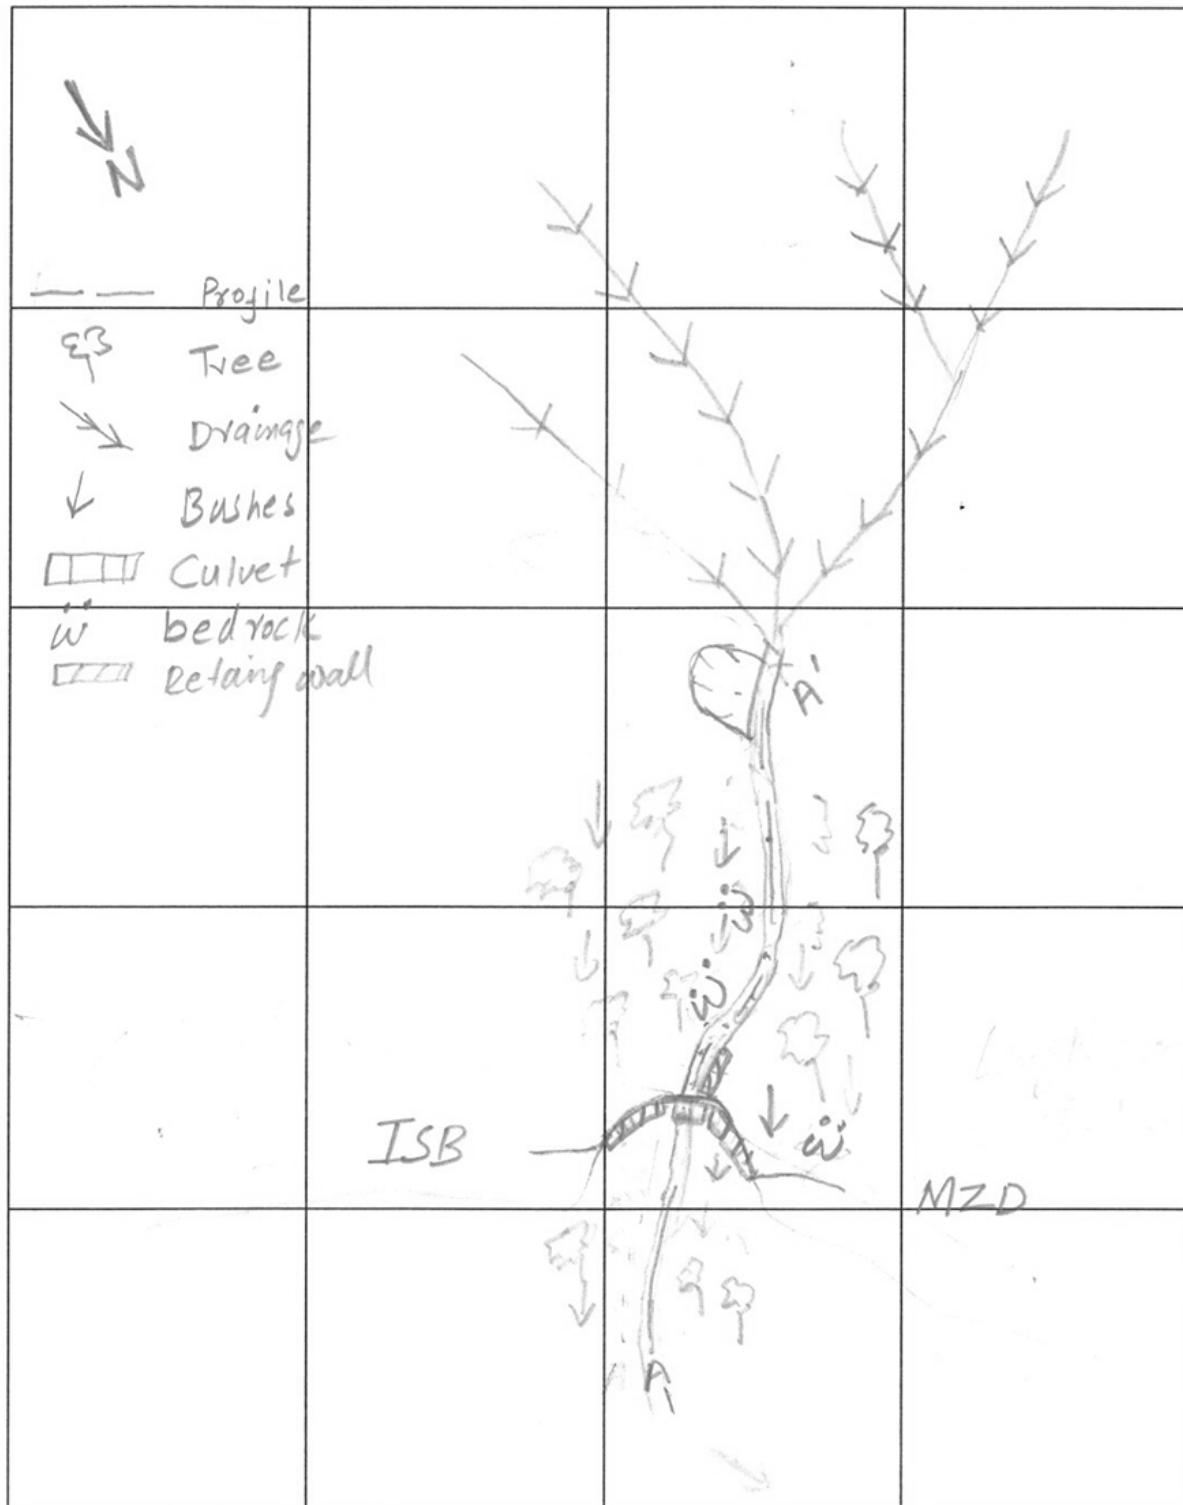 N
Profile
Tree
Drainage
Bushes
Culvet
bedrock
Retaing wall
A'
ISB
MZD
A